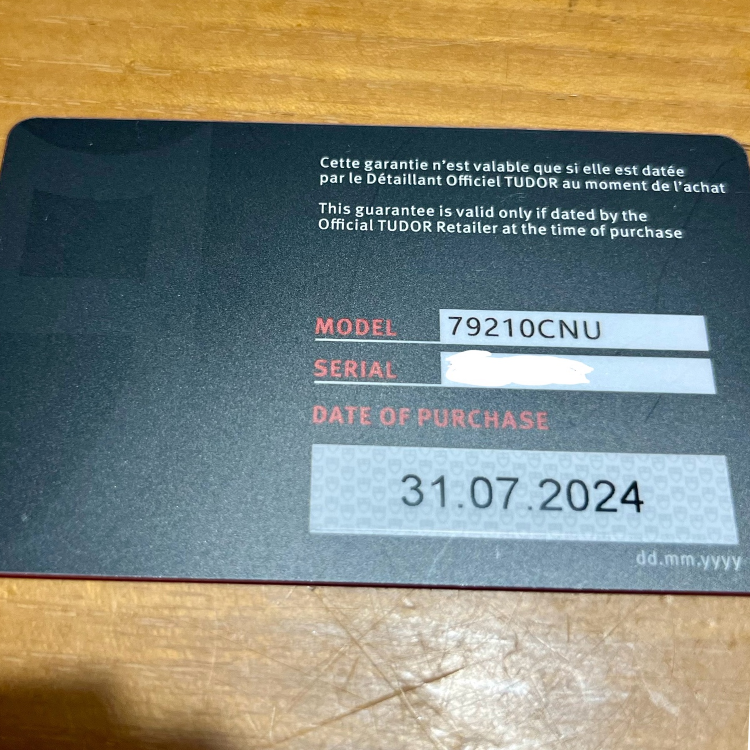 Cette garantie n'est valable que si elle est datée
par le Détaillant Officiel TUDOR au moment de l'achat
This guarantee is valid only if dated by the
Official TUDOR Retailer at the time of purchase
MODEL 79210CNU
SERIAL
DATE OF PURCHASE
31.07.2024
dd.mm.yyyy